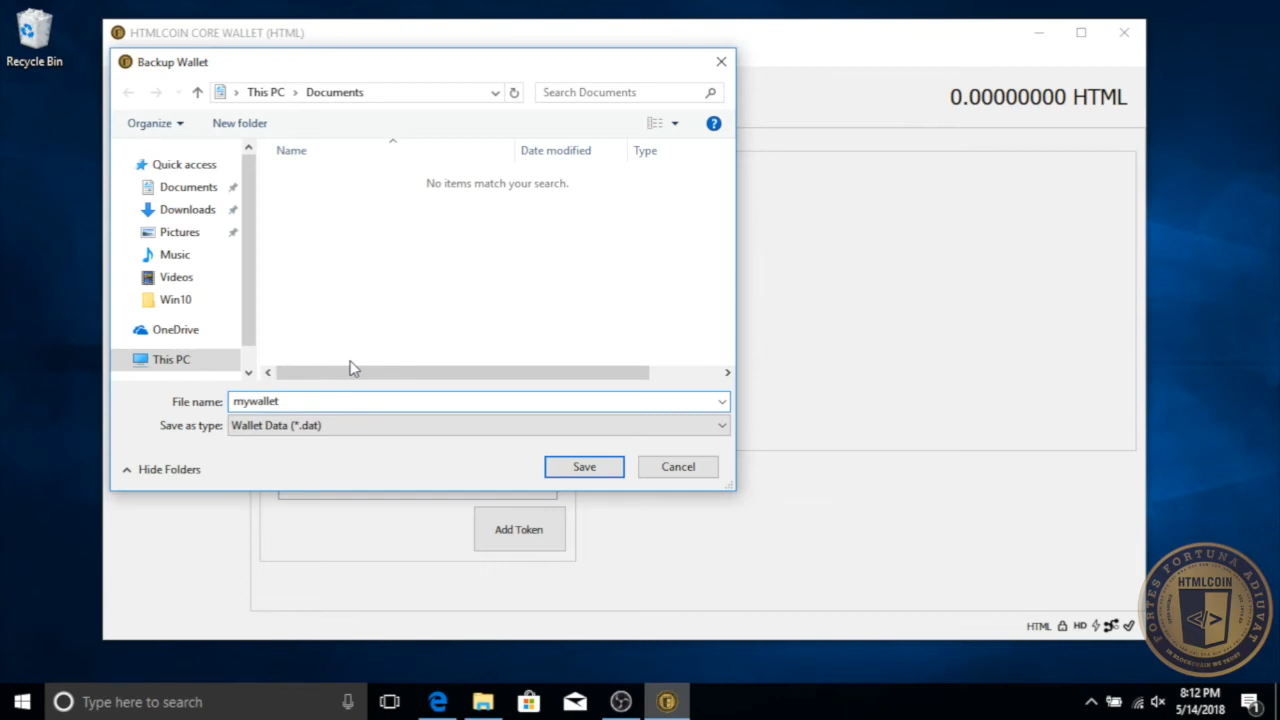 Recycle Bin
HTMLCOIN CORE WALLET (HTML)
Backup Wallet
This PC > Documents
Search Documents
Organize
New folder
0.00000000 HTML
Name
Date modified
Type
No items match your search.
Quick access
Documents
Downloads
Pictures
Music
Videos
Win10
OneDrive
This PC
File name: mywallet
Save as type: Wallet Data (*.dat)
Hide Folders
Save
Cancel
Add Token
HTML HD
FORTES FORTUNA ADIUVAT
HTMLCOIN
</>
IN BLOCKCHAIN WE TRUST
Type here to search
8:12 PM
5/14/2018
1